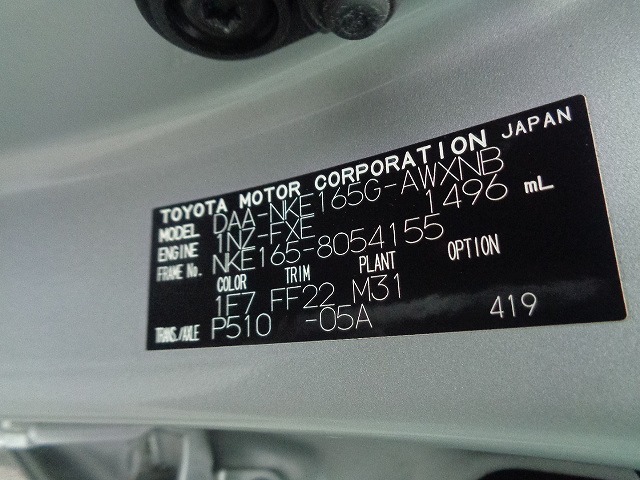 TOYOTA MOTOR CORPORATION JAPAN
MODEL DAA-NKE165G-AWXNB
ENGINE 1NZ-FXE 1496 mL
FRAME No. NKE165-8054155
COLOR TRIM PLANT OPTION
1F7 FF22 M31
TRANS./AXLE P510 -05A 419